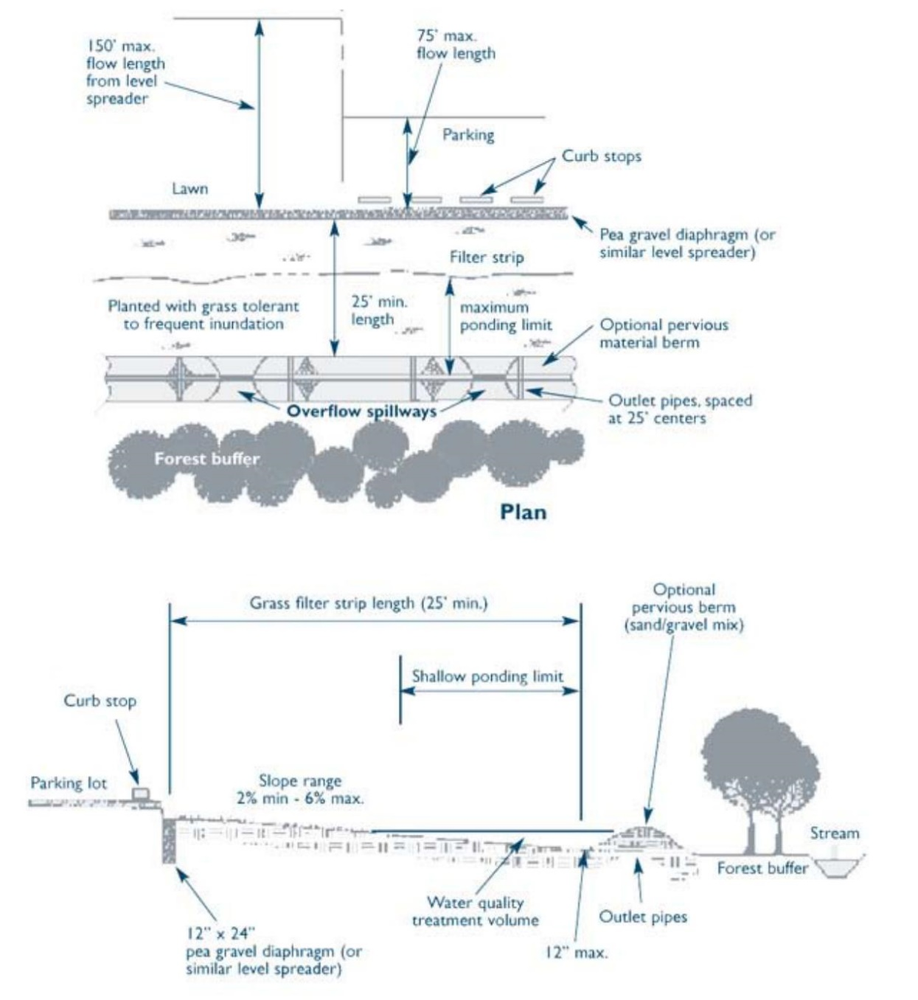 150' max.
flow length
from level
spreader
75' max.
flow length
Parking
Curb stops
Lawn
Pea gravel diaphragm (or
similar level spreader)
Filter strip
Planted with grass tolerant
to frequent inundation
25' min.
length
maximum
ponding limit
Optional pervious
material berm
Overflow spillways
Outlet pipes, spaced
at 25' centers
Forest buffer
Plan
Optional
pervious berm
(sand/gravel mix)
Grass filter strip length (25' min.)
Shallow ponding limit
Curb stop
Parking lot
Slope range
2% min - 6% max.
Stream
Forest buffer
Water quality
treatment volume
Outlet pipes
12" max.
12" x 24"
pea gravel diaphragm (or
similar level spreader)